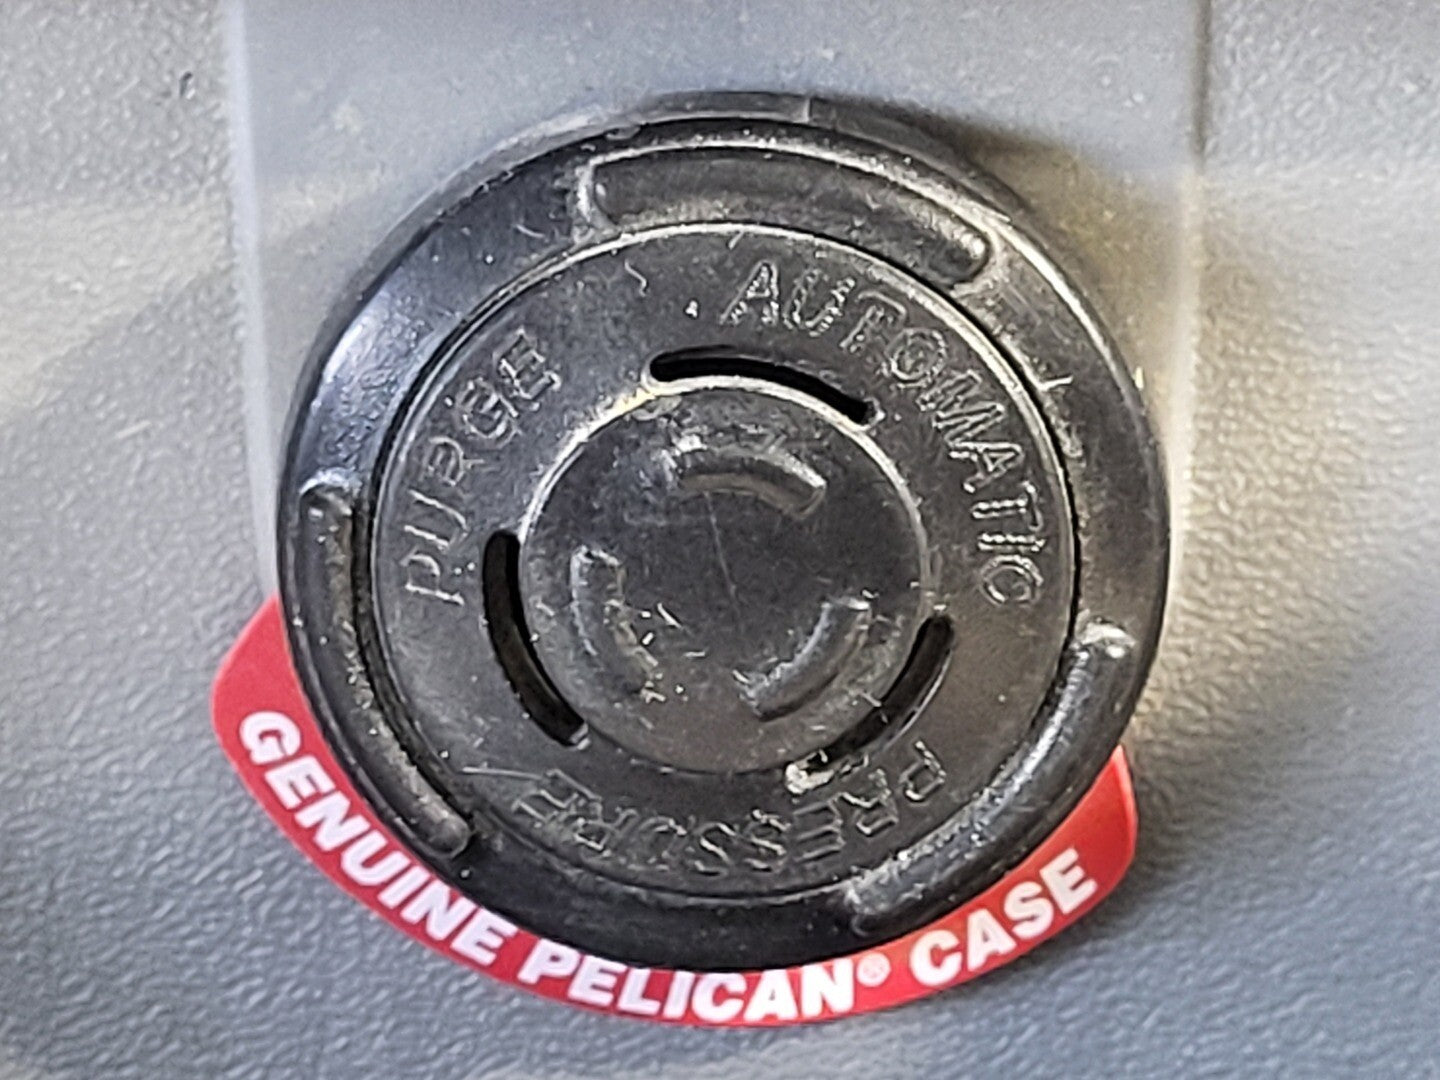 AUTOMATIC
PRESSURE
PURGE
GENUINE PELICAN® CASE